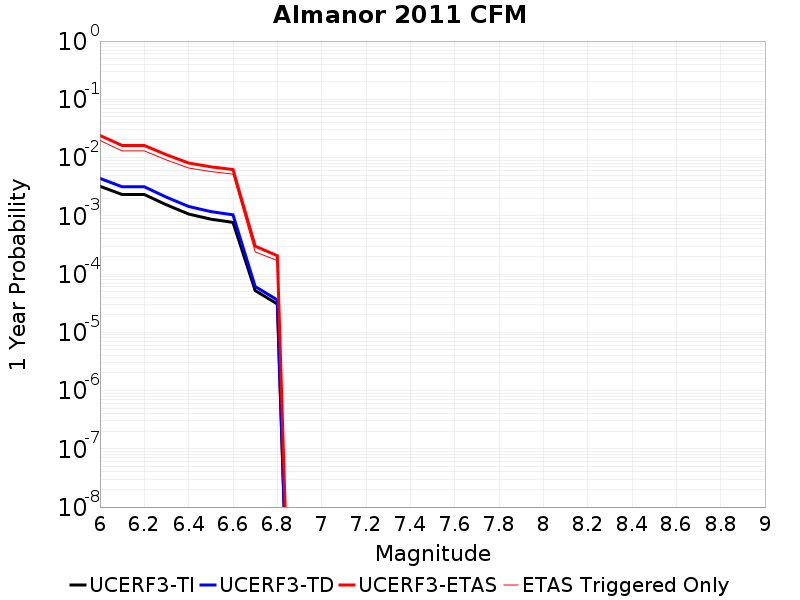 Almanor 2011 CFM
10^0
10^-1
10^-2
10^-3
10^-4
10^-5
10^-6
10^-7
10^-8
1 Year Probability
6 6.2 6.4 6.6 6.8 7 7.2 7.4 7.6 7.8 8 8.2 8.4 8.6 8.8 9
Magnitude
UCERF3-TI UCERF3-TD UCERF3-ETAS ETAS Triggered Only